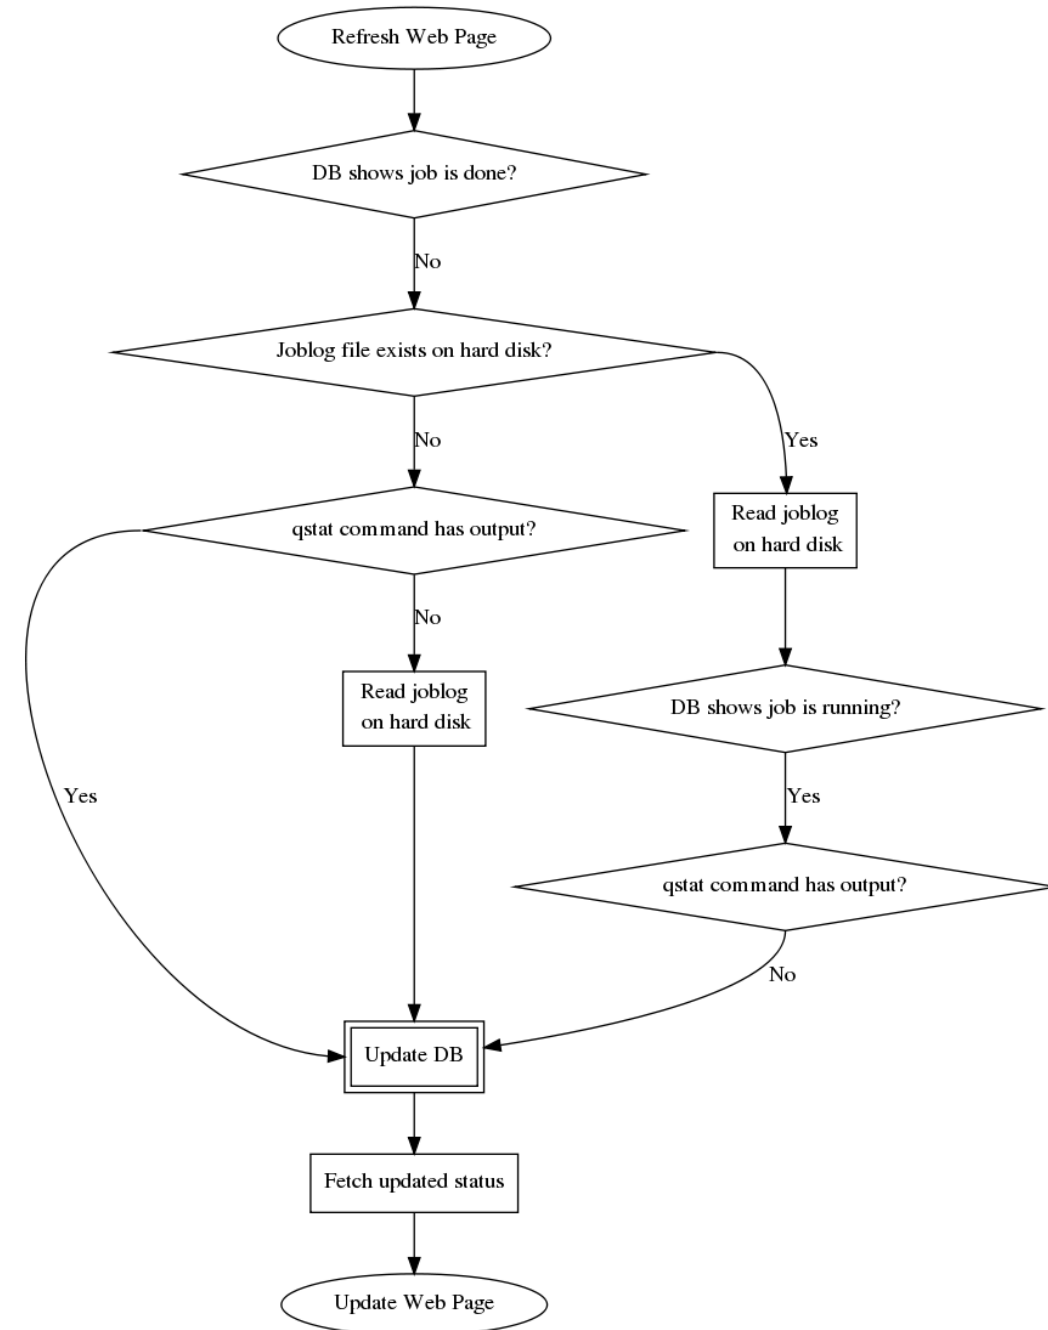 Refresh Web Page
DB shows job is done?
No
Joblog file exists on hard disk?
No
Yes
qstat command has output?
Read joblog
on hard disk
No
Read joblog
on hard disk
DB shows job is running?
Yes
Yes
qstat command has output?
No
Update DB
Fetch updated status
Update Web Page